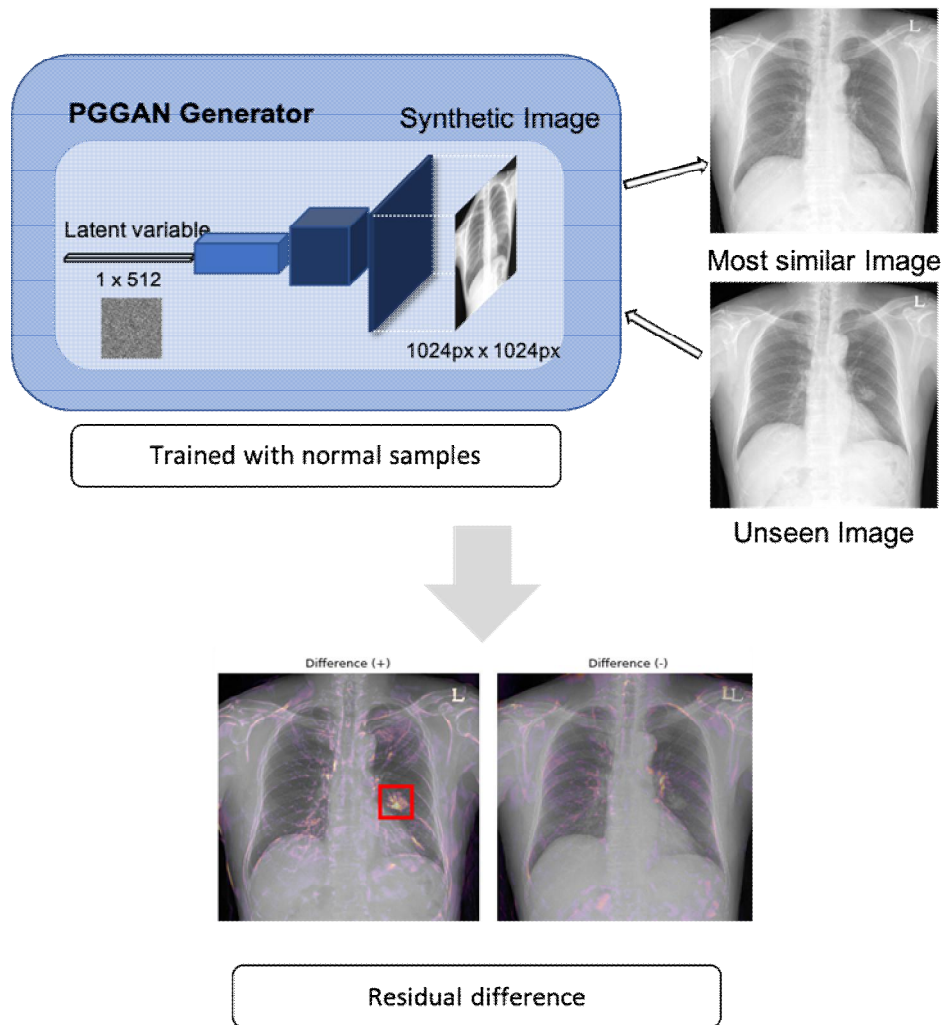 L
PGGAN Generator
Synthetic Image
Latent variable
1 x 512
1024px x 1024px
Most similar Image
L
Trained with normal samples
Unseen Image
Difference (+)
Difference (-)
L
LL
Residual difference